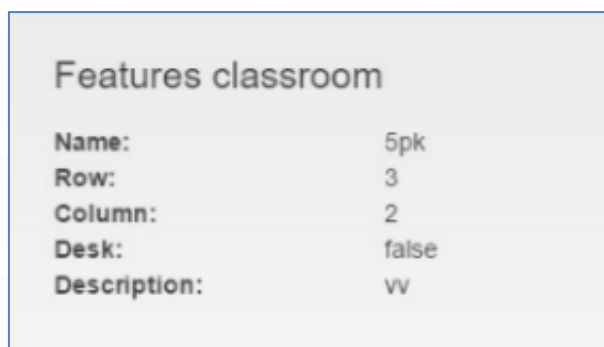 Features classroom
Name: 5pk
Row: 3
Column: 2
Desk: false
Description: vv